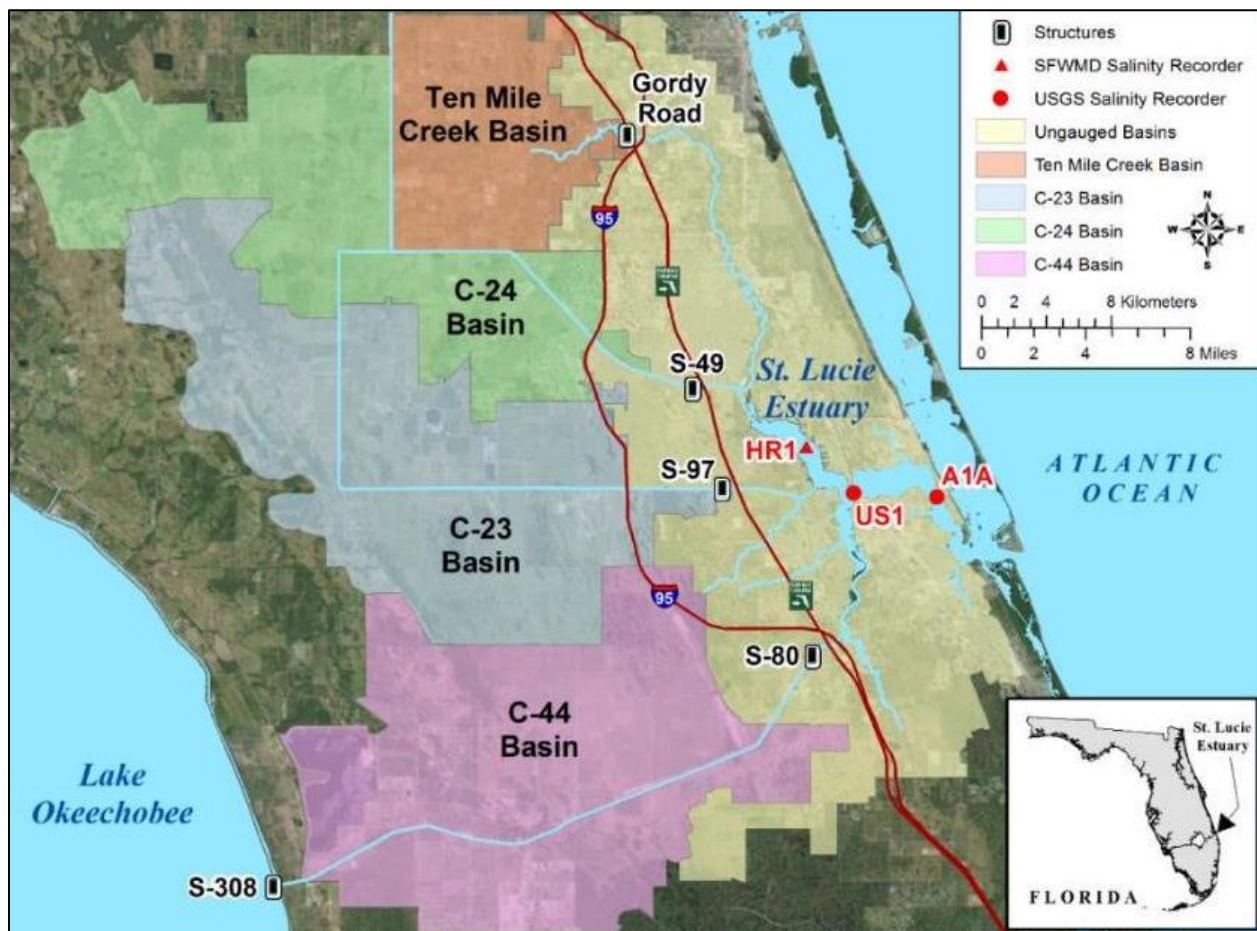 Structures
SFWMD Salinity Recorder
USGS Salinity Recorder
Ungauged Basins
Ten Mile Creek Basin
C-23 Basin
C-24 Basin
C-44 Basin
N
W E
S
0 2 4 8 Kilometers
0 2 4 8 Miles
Ten Mile
Creek Basin
Gordy
Road
95
C-24
Basin
S-49
St. Lucie
Estuary
HR1
S-97
A1A
US1
ATLANTIC
OCEAN
C-23
Basin
95
S-80
C-44
Basin
Lake
Okeechobee
S-308
St. Lucie
Estuary
FLORIDA